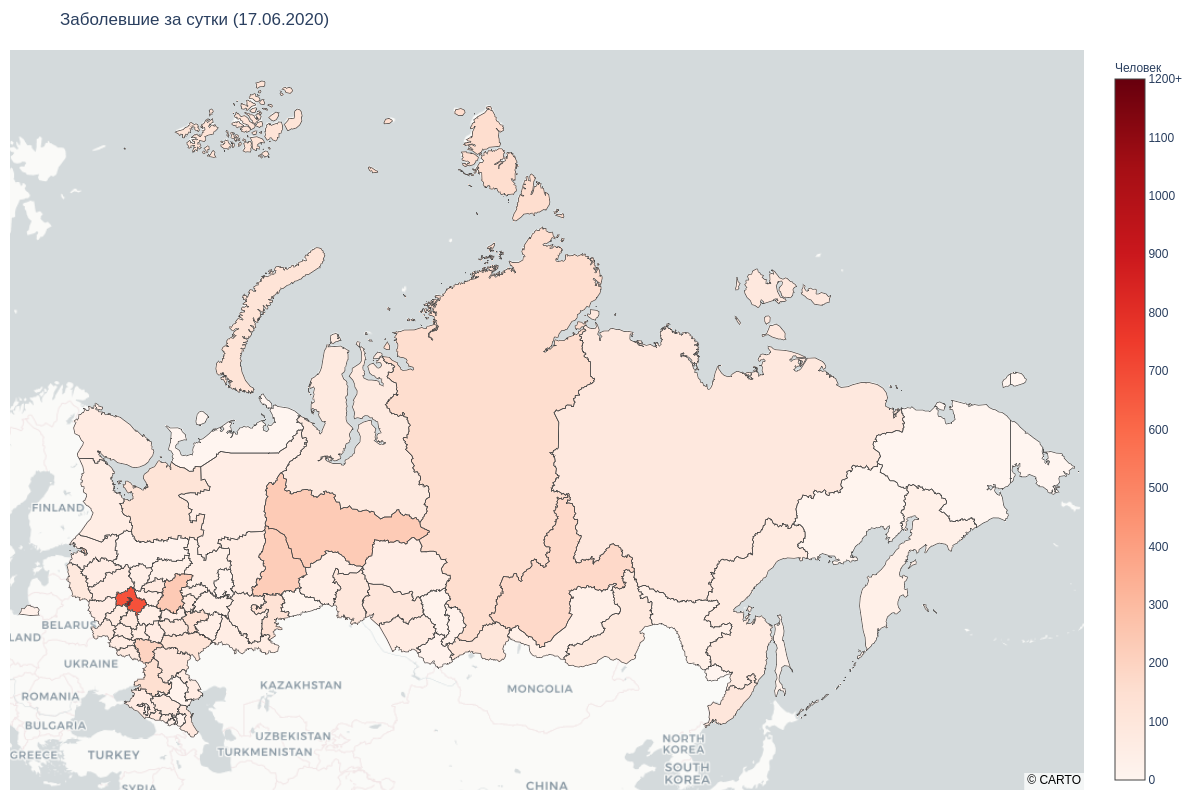 Заболевшие за сутки (17.06.2020)
Человек
1200+
1100
1000
900
800
700
600
500
400
300
200
100
0
FINLAND
BELARUS
LAND
UKRAINE
ROMANIA
BULGARIA
GREECE
TURKEY
SYRIA
KAZAKHSTAN
UZBEKISTAN
TURKMENISTAN
MONGOLIA
CHINA
NORTH
KOREA
SOUTH
KOREA
© CARTO